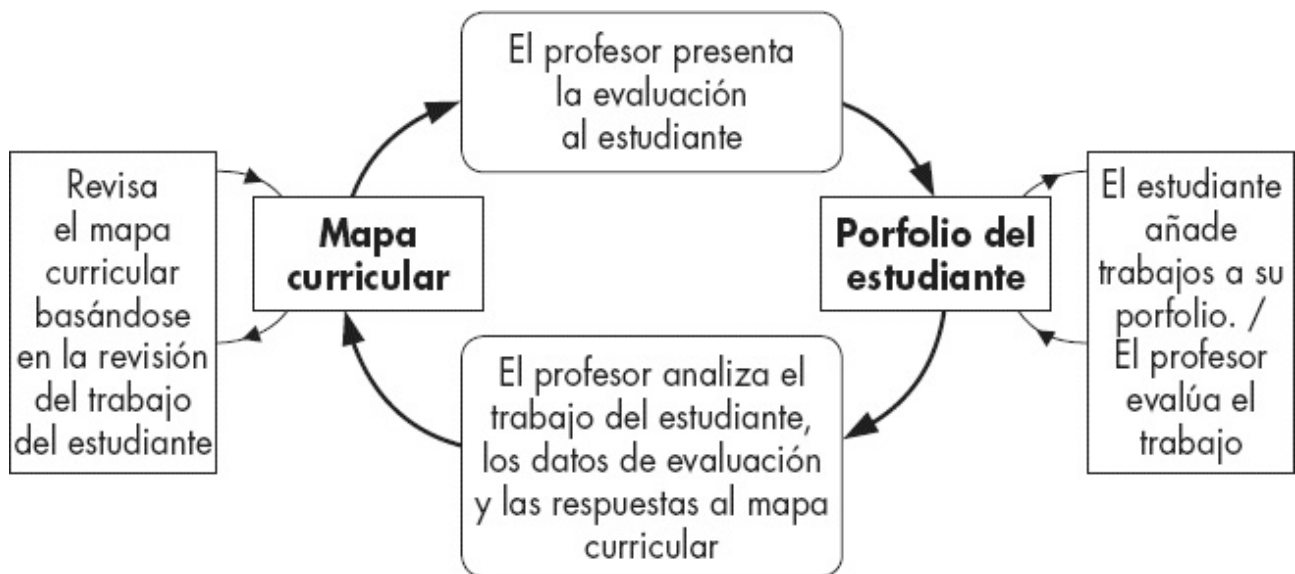 El profesor presenta
la evaluación
al estudiante
Revisa
el mapa
curricular
basándose
en la revisión
del trabajo
del estudiante
Mapa
curricular
Porfolio del
estudiante
El estudiante
añade
trabajos a su
porfolio. /
El profesor
evalúa el
trabajo
El profesor analiza el
trabajo del estudiante,
los datos de evaluación
y las respuestas al mapa
curricular